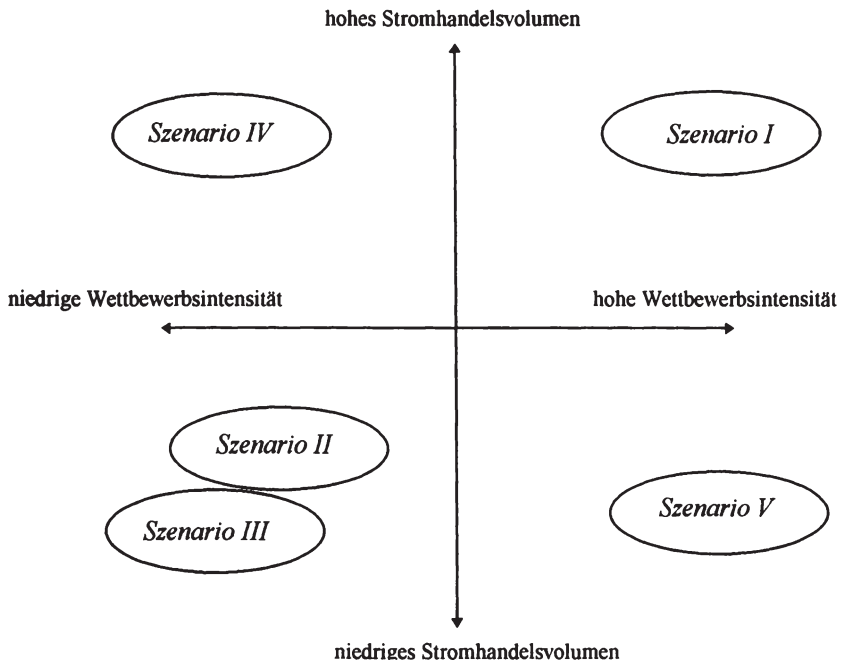 hohes Stromhandelsvolumen
Szenario IV
Szenario I
niedrige Wettbewerbsintensität
hohe Wettbewerbsintensität
Szenario II
Szenario III
Szenario V
niedriges Stromhandelsvolumen